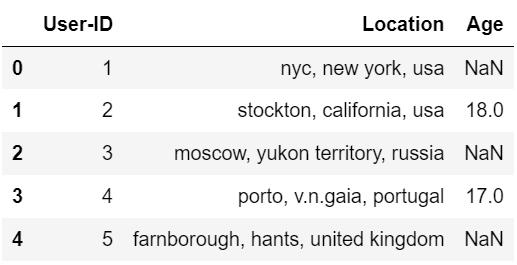 User-ID Location Age
0 1 nyc, new york, usa NaN
1 2 stockton, california, usa 18.0
2 3 moscow, yukon territory, russia NaN
3 4 porto, v.n.gaia, portugal 17.0
4 5 farnborough, hants, united kingdom NaN